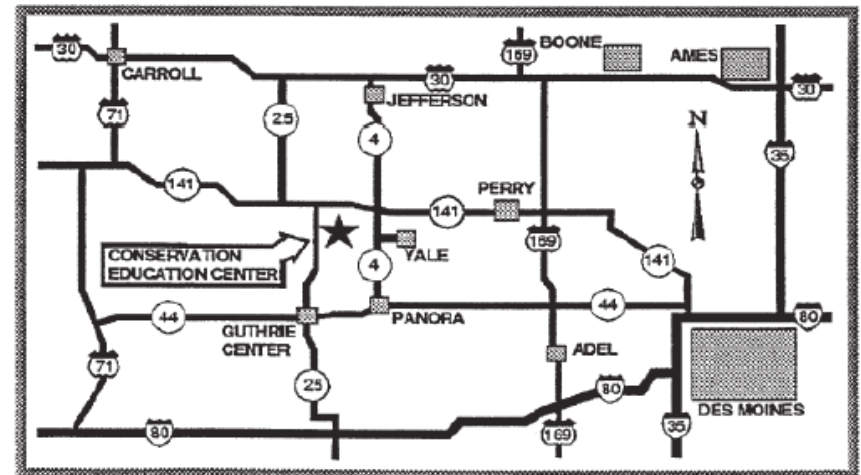 169
BOONE
AMES
30
CARROLL
30
JEFFERSON
30
71
25
4
N
35
141
PERRY
141
169
YALE
141
CONSERVATION
EDUCATION CENTER
4
44
GUTHRIE
CENTER
PANORA
44
80
71
25
ADEL
80
DES MOINES
80
169
35